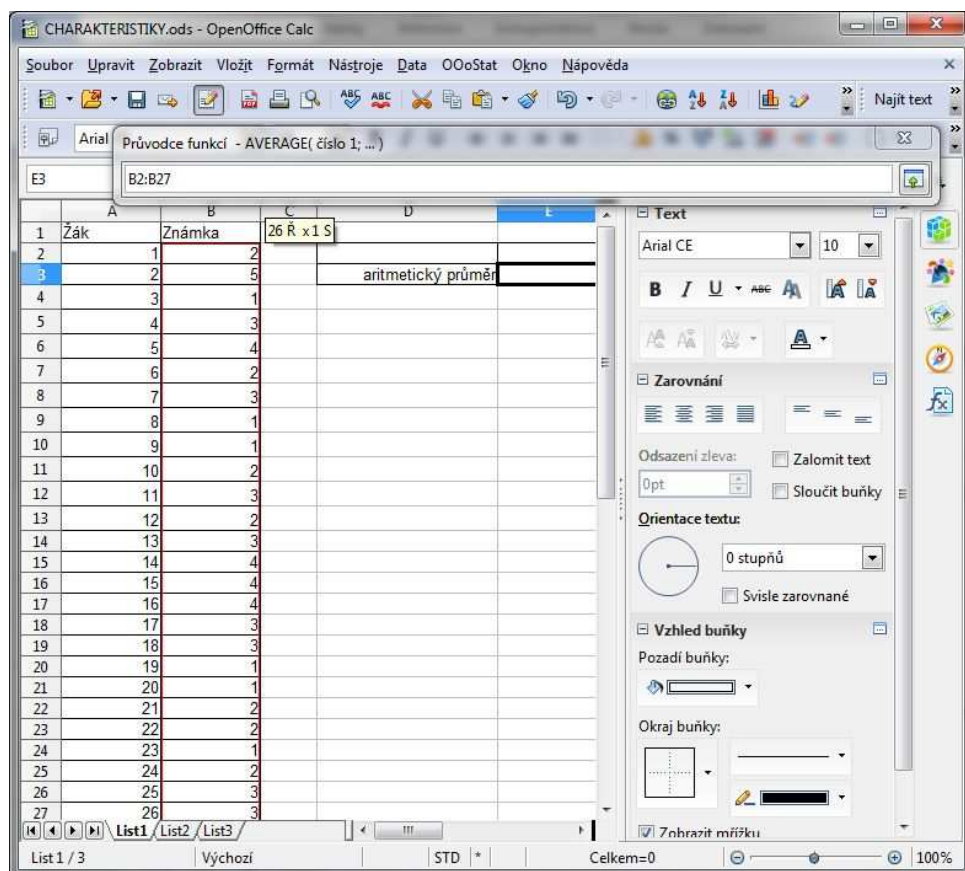 CHARAKTERISTIKY.ods - OpenOffice Calc
Soubor Upravit Zobrazit Vložit Formát Nástroje Data OOoStat Okno Nápověda
Najít text
Arial
Průvodce funkcí - AVERAGE( číslo 1; ... )
E3
B2:B27
A B C D E
26 Ř x 1 S
1 Žák Známka
2 1 2
3 2 5 aritmetický průměr
4 3 1
5 4 3
6 5 4
7 6 2
8 7 3
9 8 1
10 9 1
11 10 2
12 11 3
13 12 2
14 13 3
15 14 4
16 15 4
17 16 4
18 17 3
19 18 3
20 19 1
21 20 1
22 21 2
23 22 2
24 23 1
25 24 2
26 25 3
27 26 3
List1 List2 List3
List 1 / 3 Výchozí STD * Celkem=0 100%
Text
Arial CE 10
B I U ABC
Zarovnání
Odsazení zleva: Zalomit text
0pt Sloučit buňky
Orientace textu:
0 stupňů
Svisle zarovnané
Vzhled buňky
Pozadí buňky:
Okraj buňky:
Zobrazit mřížku